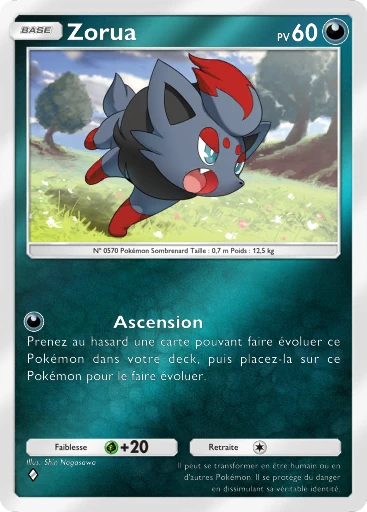 BASE Zorua PV 60
N° 0570 Pokémon Sombrenard Taille : 0,7 m Poids : 12,5 kg
Ascension
Prenez au hasard une carte pouvant faire évoluer ce
Pokémon dans votre deck, puis placez-la sur ce
Pokémon pour le faire évoluer.
Faiblesse +20 Retraite
Illus. Shin Nagasawa
Il peut se transformer en être humain ou en
d'autres Pokémon. Il se protège du danger
en dissimulant sa véritable identité.